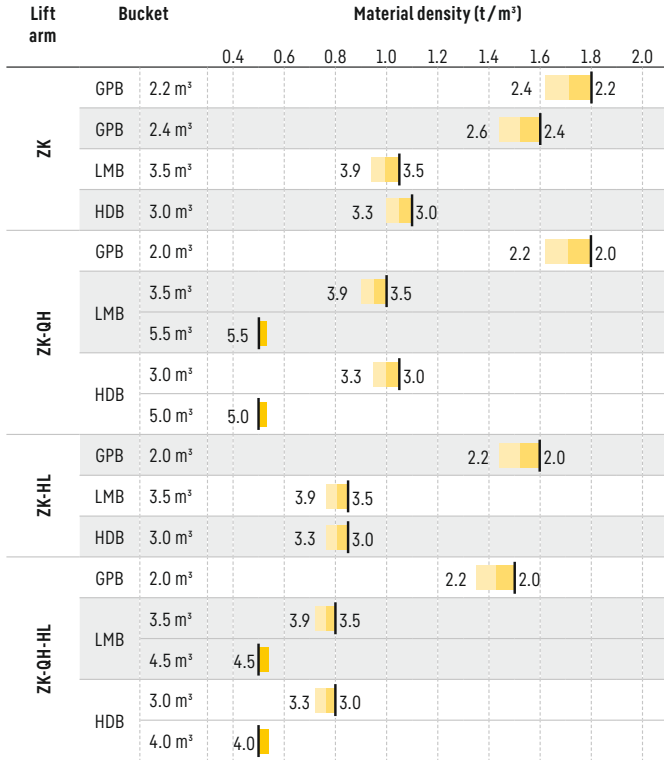 Lift arm Bucket Material density (t / m³)
0.4 0.6 0.8 1.0 1.2 1.4 1.6 1.8 2.0
ZK
GPB 2.2 m³ 2.4 2.2
GPB 2.4 m³ 2.6 2.4
LMB 3.5 m³ 3.9 3.5
HDB 3.0 m³ 3.3 3.0
ZK-QH
GPB 2.0 m³ 2.2 2.0
LMB
3.5 m³ 3.9 3.5
5.5 m³ 5.5
HDB
3.0 m³ 3.3 3.0
5.0 m³ 5.0
ZK-HL
GPB 2.0 m³ 2.2 2.0
LMB 3.5 m³ 3.9 3.5
HDB 3.0 m³ 3.3 3.0
ZK-QH-HL
GPB 2.0 m³ 2.2 2.0
LMB
3.5 m³ 3.9 3.5
4.5 m³ 4.5
HDB
3.0 m³ 3.3 3.0
4.0 m³ 4.0